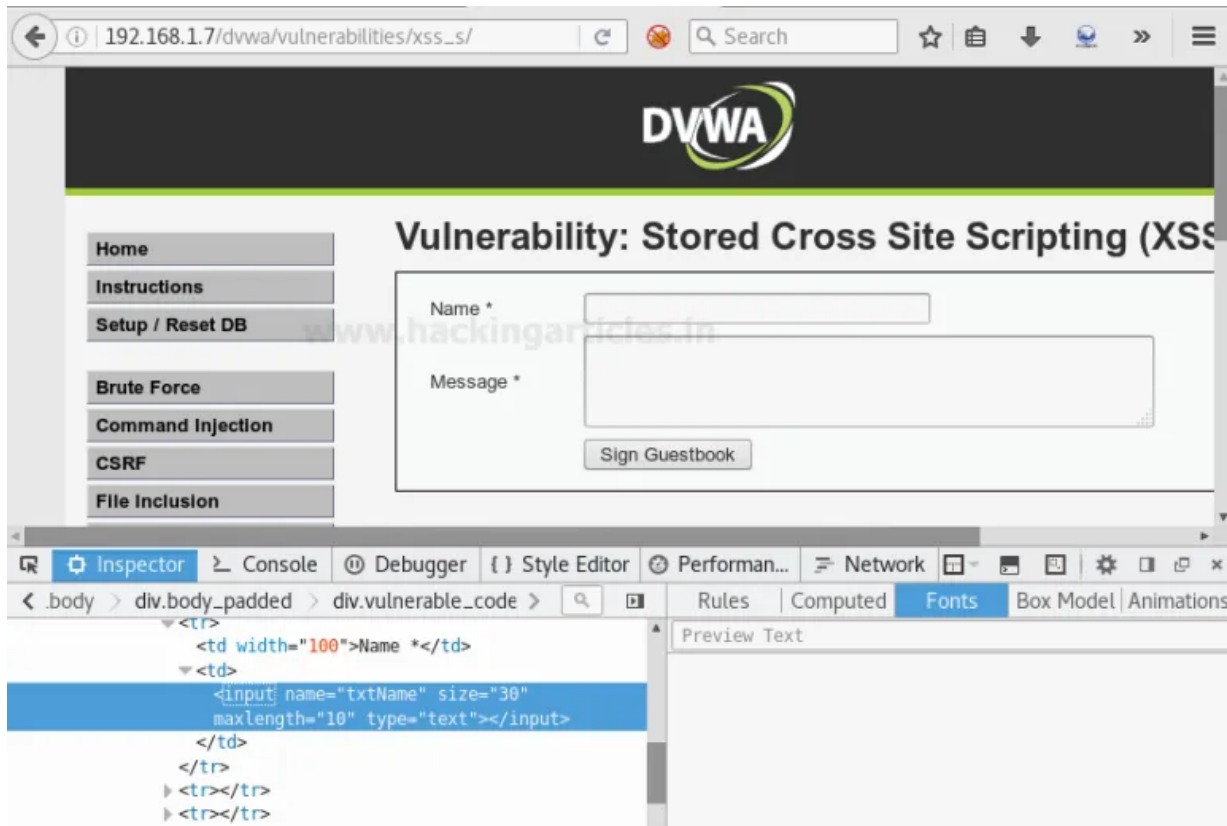 192.168.1.7/dvwa/vulnerabilities/xss_s/
Search
DVWA
Home
Instructions
Setup / Reset DB
Brute Force
Command Injection
CSRF
File Inclusion
Vulnerability: Stored Cross Site Scripting (XSS
Name *
www.hackingarticles.in
Message *
Sign Guestbook
Inspector
Console
Debugger
{ } Style Editor
Performan...
Network
body > div.body_padded > div.vulnerable_code >
Rules
Computed
Fonts
Box Model
Animations
Preview Text
<tr>
<td width="100">Name *</td>
<td>
<input name="txtName" size="30"
maxlength="10" type="text"></input>
</td>
</tr>
<tr></tr>
<tr></tr>